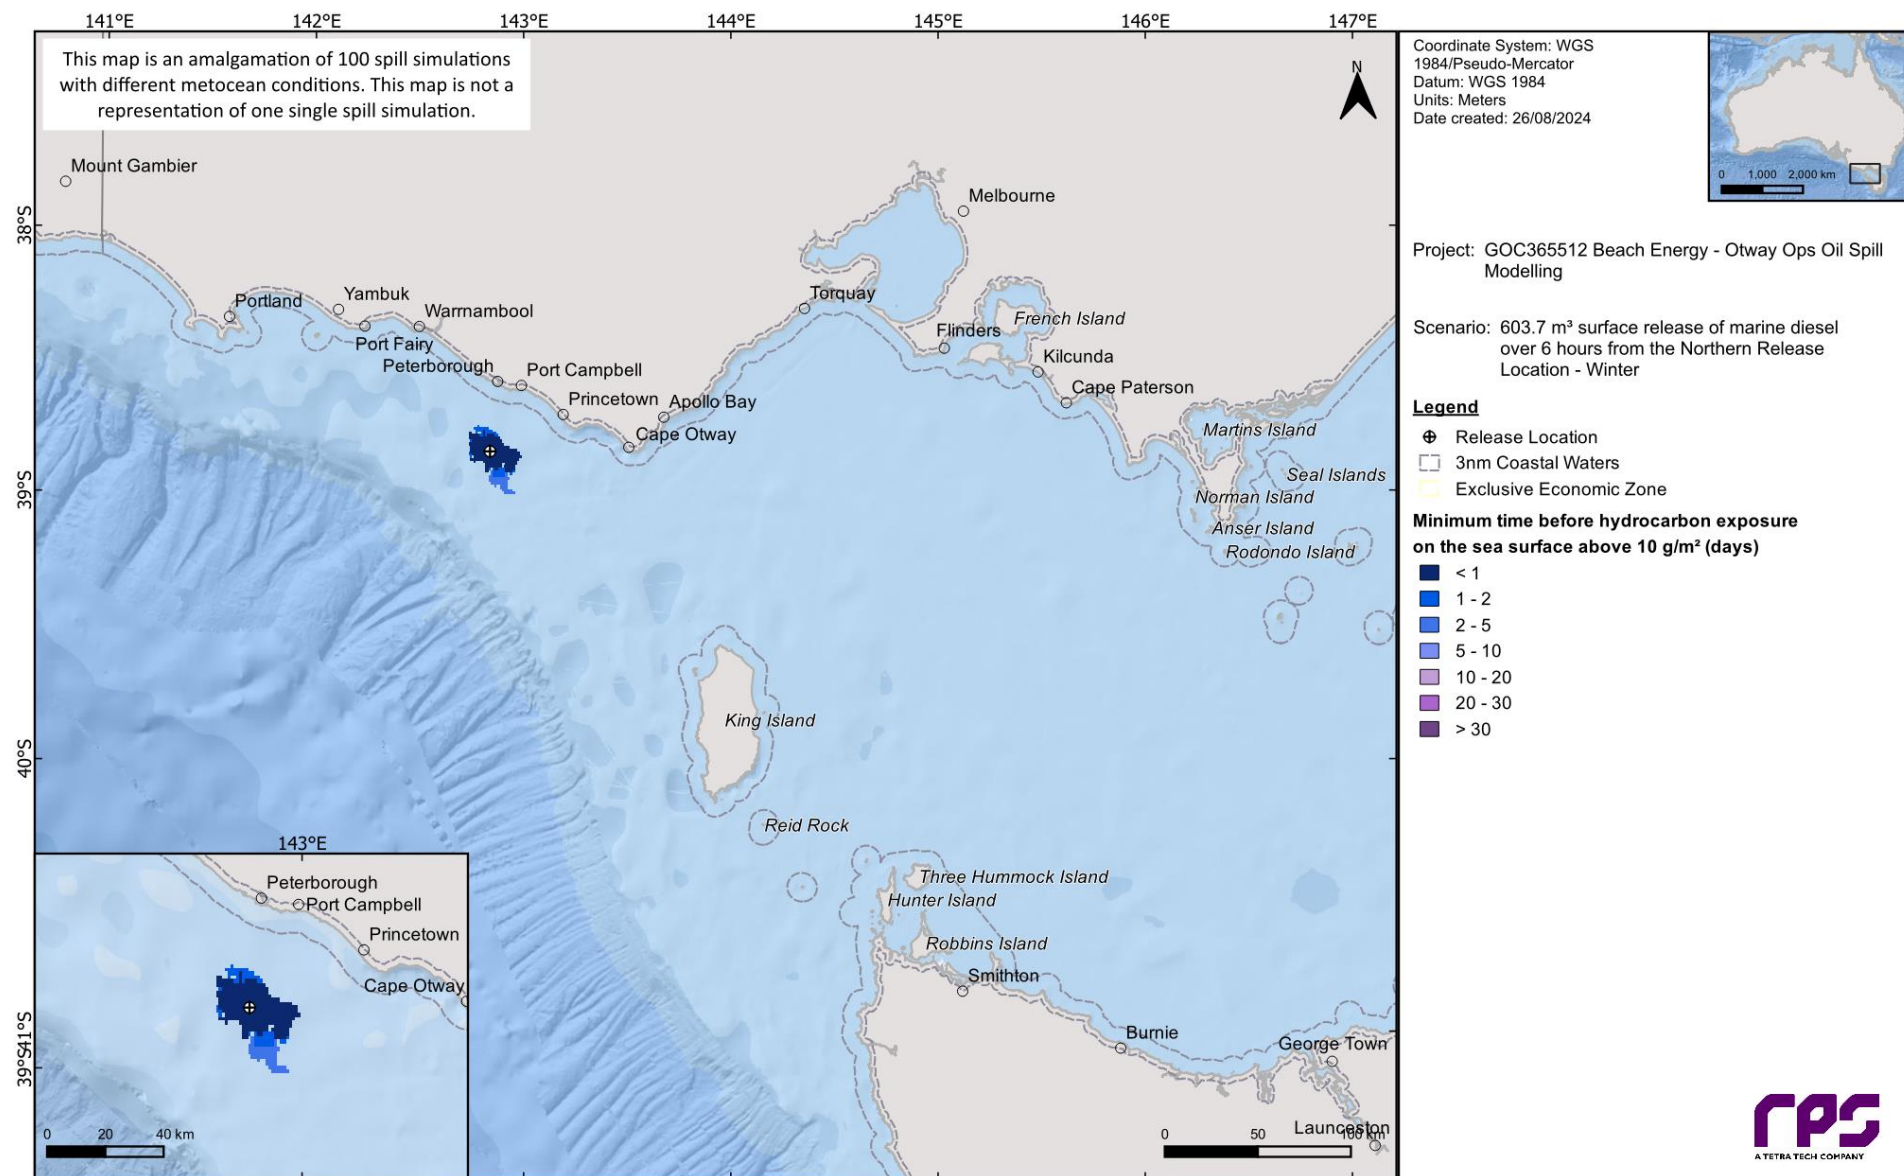 141°E 142°E 143°E 144°E 145°E 146°E 147°E
This map is an amalgamation of 100 spill simulations
with different metocean conditions. This map is not a
representation of one single spill simulation.
N
Mount Gambier
Melbourne
38°S
Portland
Yambuk
Warrnambool
Port Fairy
Peterborough
Port Campbell
Princetown
Apollo Bay
Cape Otway
Torquay
Flinders
French Island
Kilcunda
Cape Paterson
Martins Island
Seal Islands
39°S
Norman Island
Anser Island
Rodondo Island
King Island
40°S
Reid Rock
Three Hummock Island
Hunter Island
Robbins Island
Smithton
Burnie
George Town
Launceston
41°S
0 50 100 km
143°E
Peterborough
Port Campbell
Princetown
Cape Otway
39°S
0 20 40 km
Coordinate System: WGS
1984/Pseudo-Mercator
Datum: WGS 1984
Units: Meters
Date created: 26/08/2024
0 1,000 2,000 km
Project: GOC365512 Beach Energy - Otway Ops Oil Spill
Modelling
Scenario: 603.7 m³ surface release of marine diesel
over 6 hours from the Northern Release
Location - Winter
Legend
Release Location
3nm Coastal Waters
Exclusive Economic Zone
Minimum time before hydrocarbon exposure
on the sea surface above 10 g/m² (days)
< 1
1 - 2
2 - 5
5 - 10
10 - 20
20 - 30
> 30
rps
A TETRA TECH COMPANY